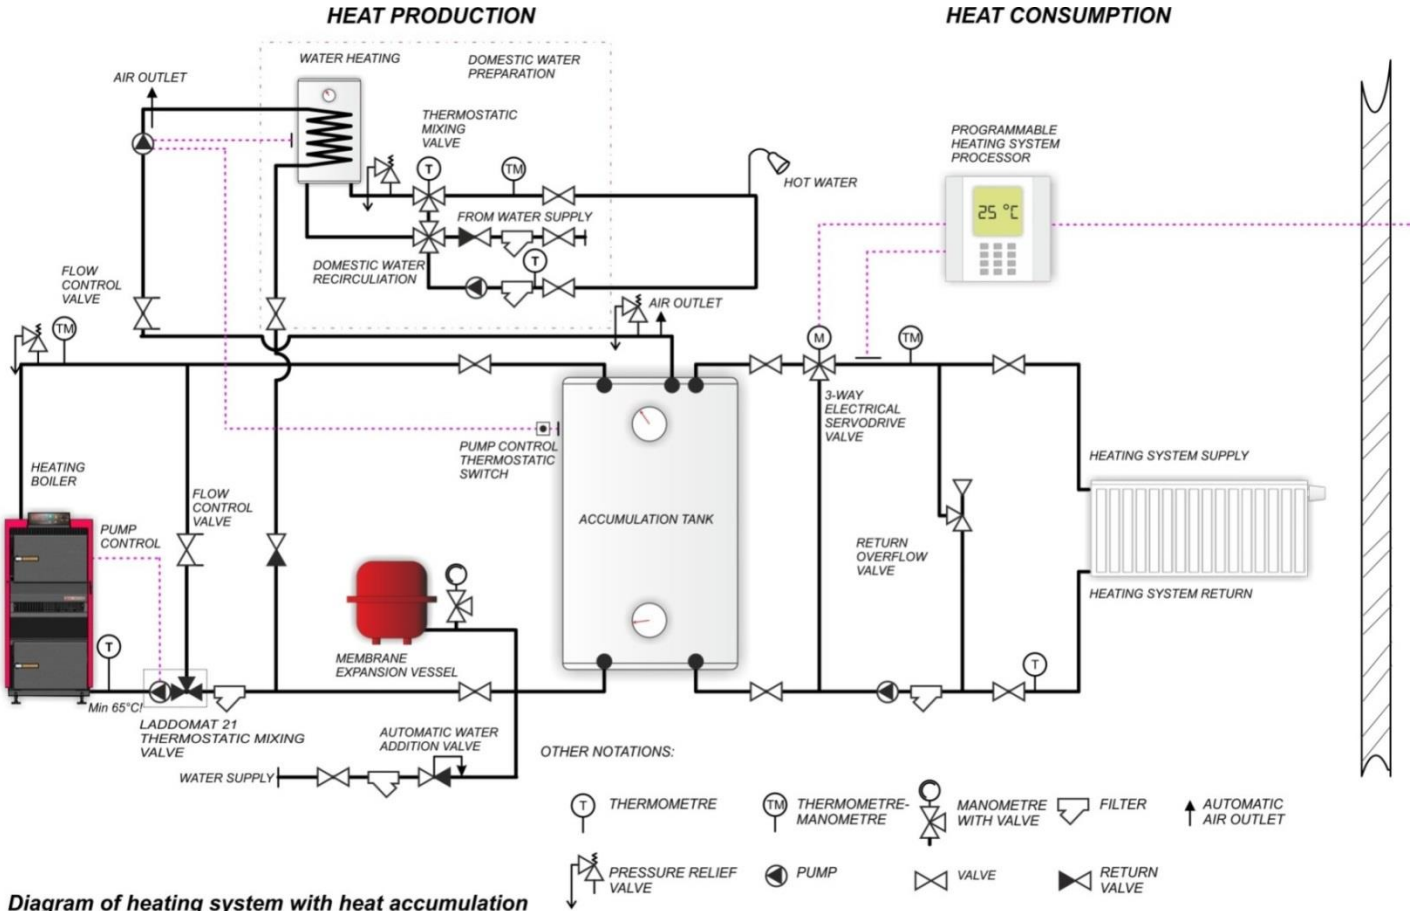 HEAT PRODUCTION
HEAT CONSUMPTION
WATER HEATING
DOMESTIC WATER
PREPARATION
AIR OUTLET
THERMOSTATIC
MIXING
VALVE
T
TM
HOT WATER
PROGRAMMABLE
HEATING SYSTEM
PROCESSOR
25 °C
FROM WATER SUPPLY
DOMESTIC WATER
RECIRCULIATION
T
FLOW
CONTROL
VALVE
AIR OUTLET
TM
M
TM
3-WAY
ELECTRICAL
SERVODRIVE
VALVE
PUMP CONTROL
THERMOSTATIC
SWITCH
HEATING
BOILER
FLOW
CONTROL
VALVE
PUMP
CONTROL
ACCUMULATION TANK
HEATING SYSTEM SUPPLY
RETURN
OVERFLOW
VALVE
HEATING SYSTEM RETURN
T
MEMBRANE
EXPANSION VESSEL
T
Min 65°C!
LADDOMAT 21
THERMOSTATIC MIXING
VALVE
AUTOMATIC WATER
ADDITION VALVE
WATER SUPPLY
OTHER NOTATIONS:
T
THERMOMETRE
TM
THERMOMETRE-
MANOMETRE
MANOMETRE
WITH VALVE
FILTER
AUTOMATIC
AIR OUTLET
PRESSURE RELIEF
VALVE
PUMP
VALVE
RETURN
VALVE
Diagram of heating system with heat accumulation